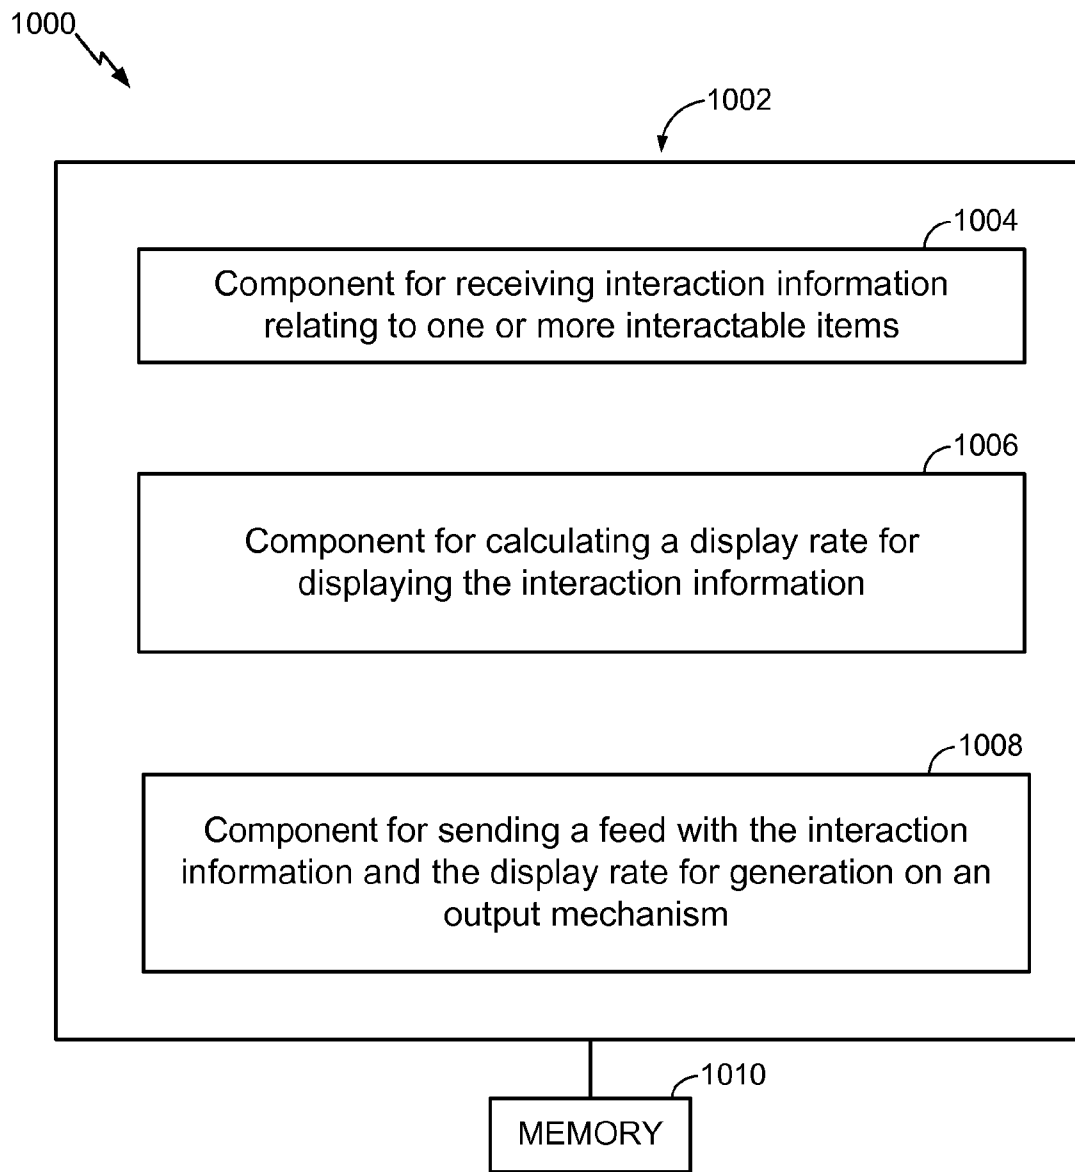 1000
1002
1004
Component for receiving interaction information
relating to one or more interactable items
1006
Component for calculating a display rate for
displaying the interaction information
1008
Component for sending a feed with the interaction
information and the display rate for generation on an
output mechanism
1010
MEMORY